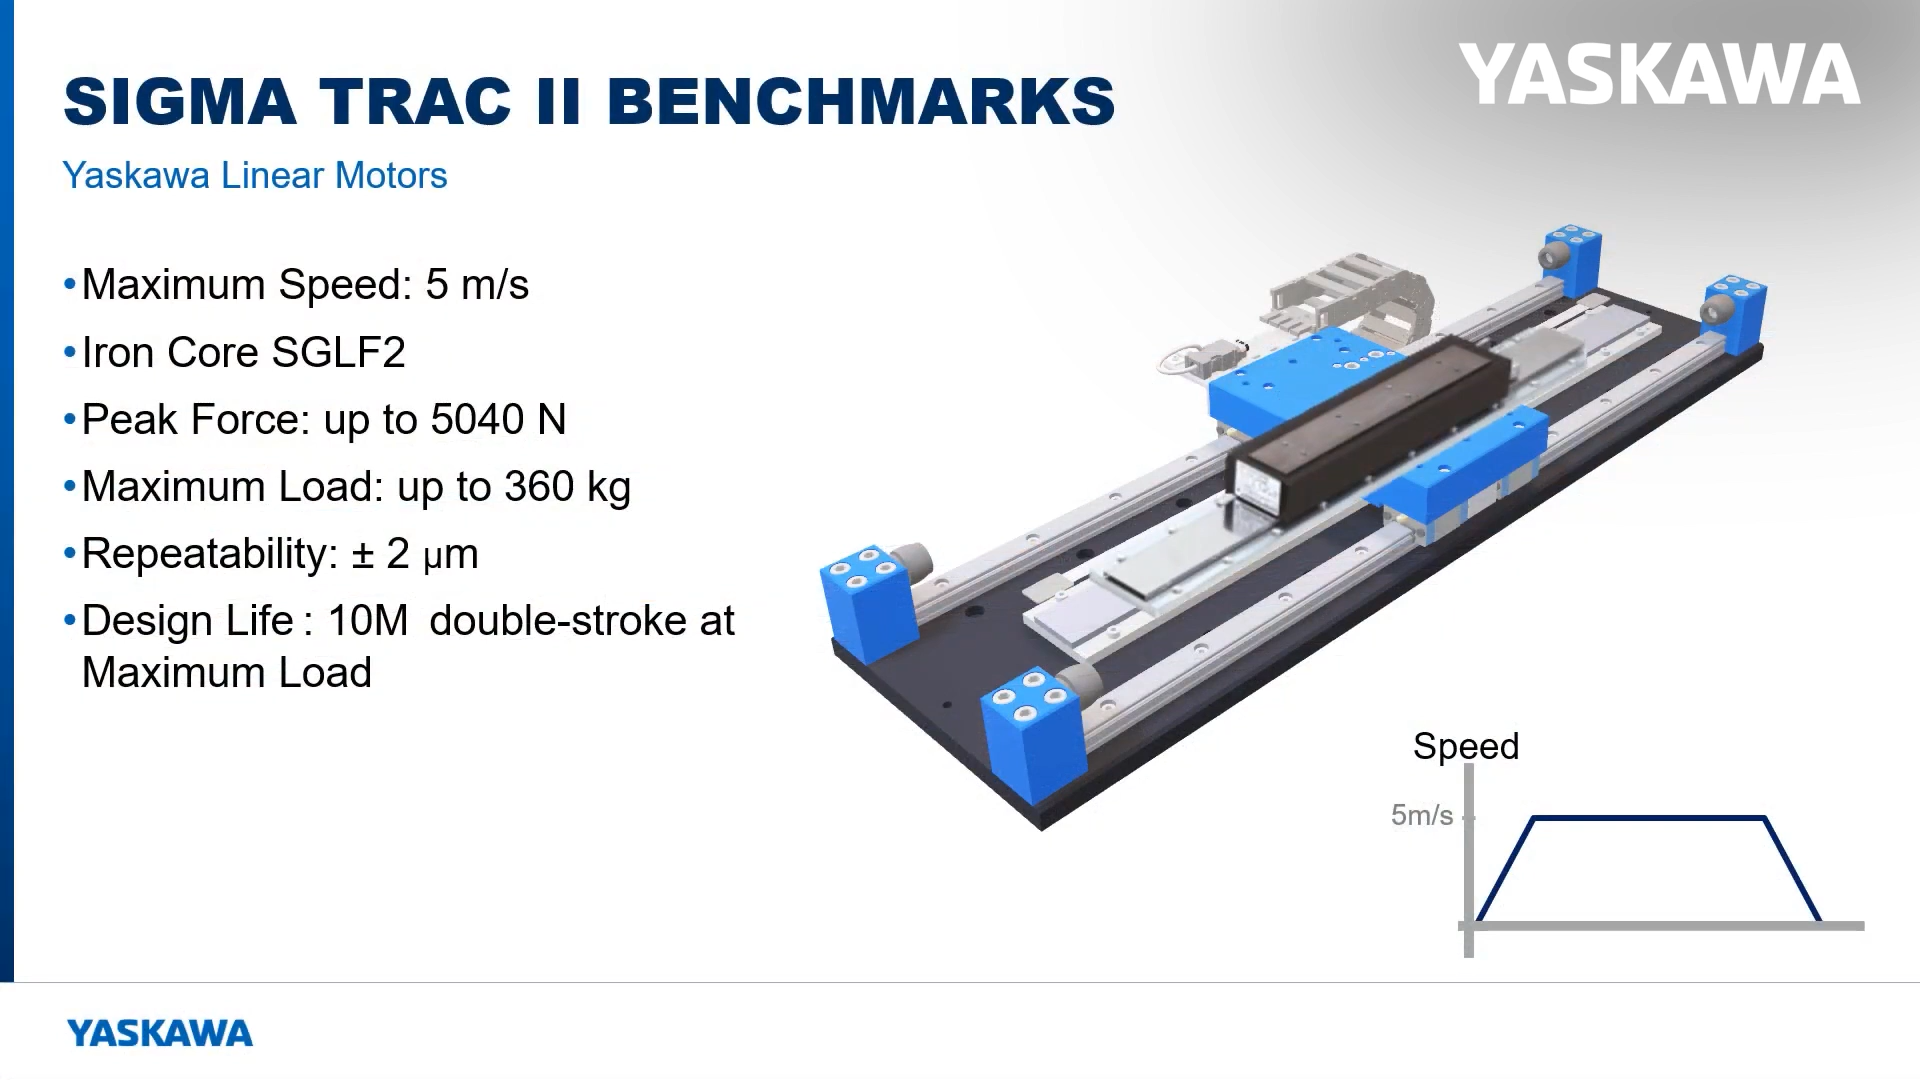 YASKAWA
SIGMA TRAC II BENCHMARKS
Yaskawa Linear Motors
•Maximum Speed: 5 m/s
•Iron Core SGLF2
•Peak Force: up to 5040 N
•Maximum Load: up to 360 kg
•Repeatability: ± 2 μm
•Design Life : 10M double-stroke at
Maximum Load
Speed
5m/s
YASKAWA